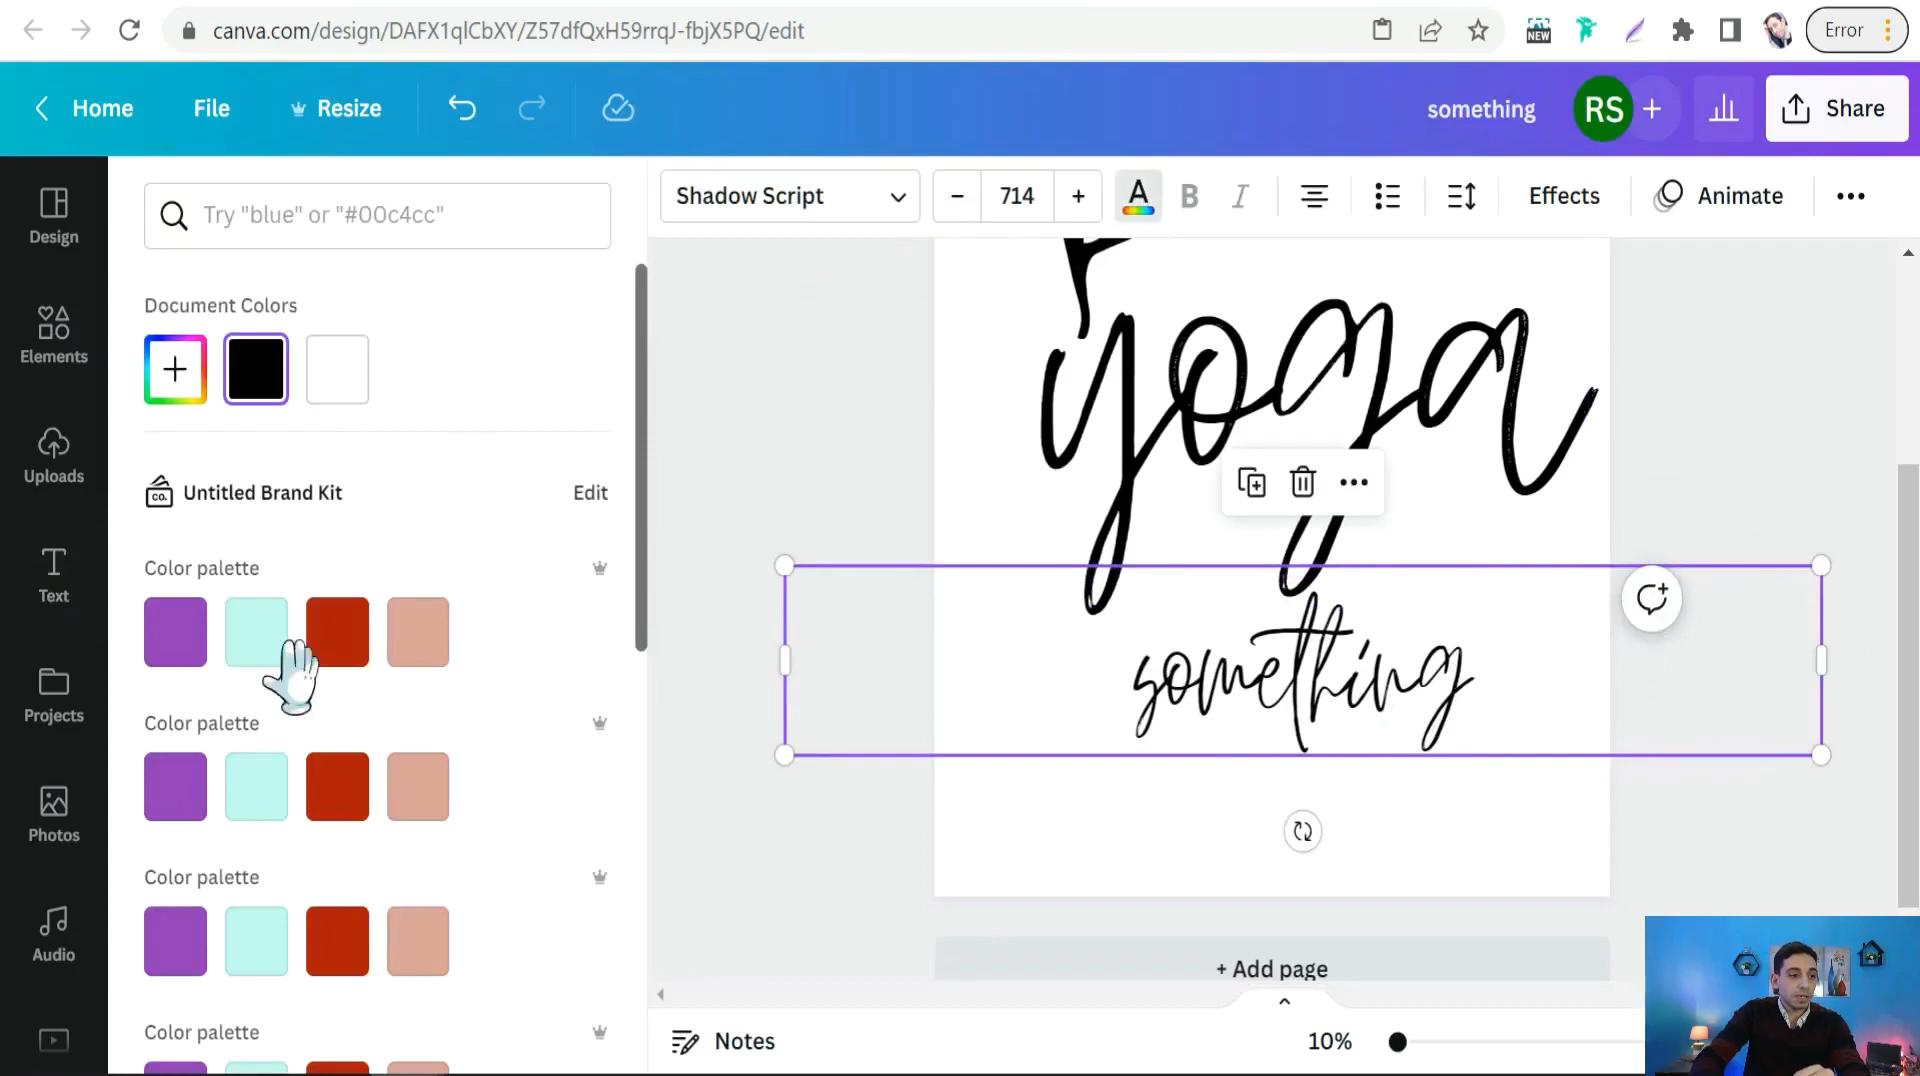 canva.com/design/DAFX1qlCbXY/Z57dfQxH59rrqJ-fbjX5PQ/edit
NEW
Error
Home
File
Resize
something
RS
Share
Design
Elements
Uploads
Text
Projects
Photos
Audio
Try "blue" or "#00c4cc"
Document Colors
CO.
Untitled Brand Kit
Edit
Color palette
Color palette
Color palette
Color palette
Shadow Script
714
A
B
I
Effects
Animate
yoga
something
+ Add page
Notes
10%